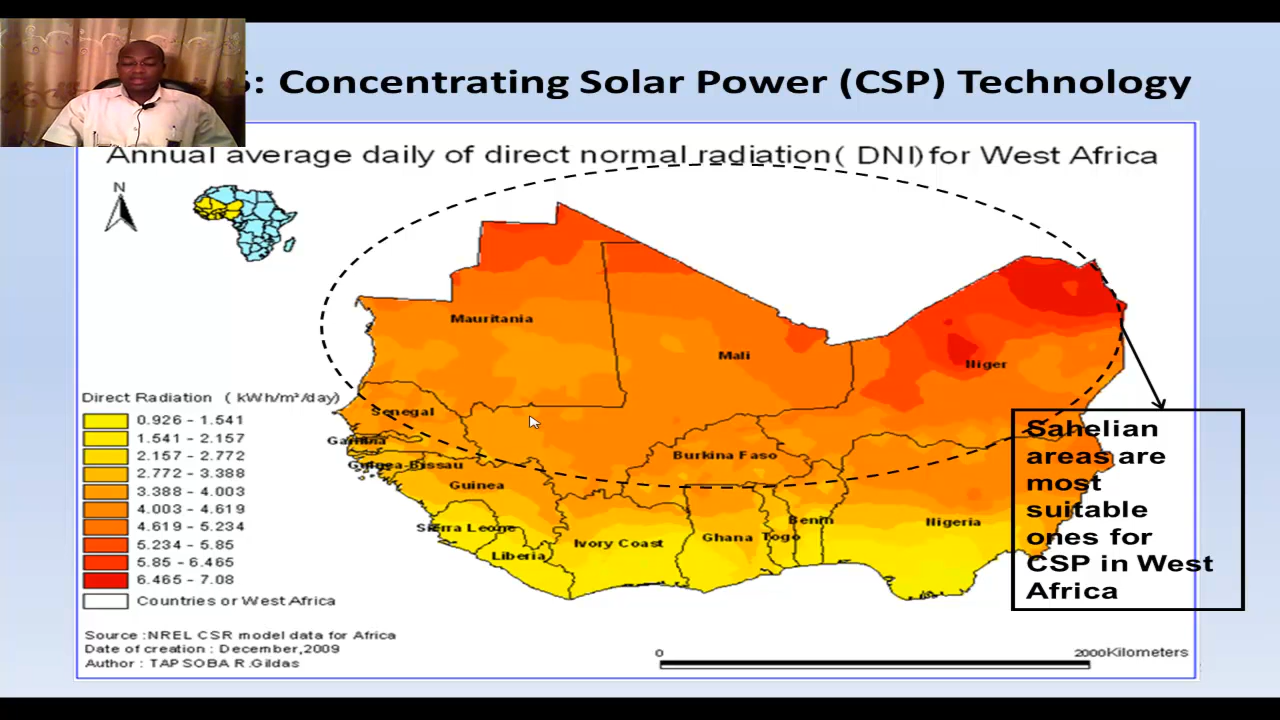 S: Concentrating Solar Power (CSP) Technology
Annual average daily of direct normal radiation( DNI) for West Africa
N
Mauritania
Mali
Niger
Senegal
Gambia
Guinea-Bissau
Guinea
Burkina Faso
Sierra Leone
Liberia
Ivory Coast
Ghana
Togo
Benin
Nigeria
Direct Radiation ( kWh/m²/day)
0.926 - 1.541
1.541 - 2.157
2.157 - 2.772
2.772 - 3.388
3.388 - 4.003
4.003 - 4.619
4.619 - 5.234
5.234 - 5.85
5.85 - 6.465
6.465 - 7.08
Countries or West Africa
Sahelian
areas are
most
suitable
ones for
CSP in West
Africa
Source :NREL CSR model data for Africa
Date of creation : December,2009
Author : TAPSOBA R.Gildas
0 2000Kilometers